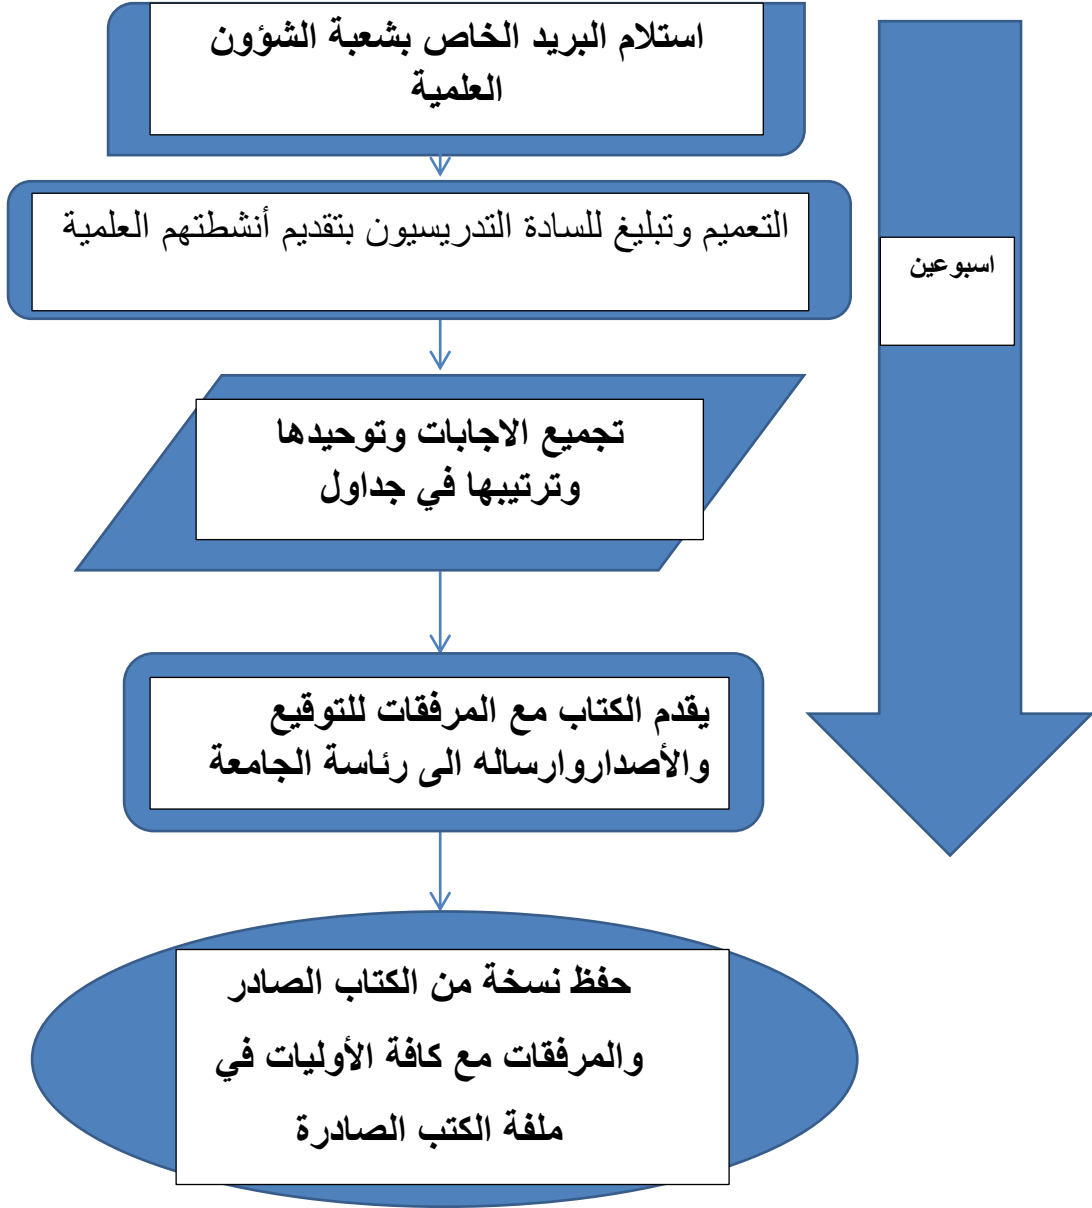 استلام البريد الخاص بشعبة الشؤون
العلمية
التعميم وتبليغ للسادة التدريسيون بتقديم أنشطتهم العلمية
اسبوعين
تجميع الاجابات وتوحيدها
وترتيبها في جداول
يقدم الكتاب مع المرفقات للتوقيع
والأصداروارساله الى رئاسة الجامعة
حفظ نسخة من الكتاب الصادر
والمرفقات مع كافة الأوليات في
ملفة الكتب الصادرة